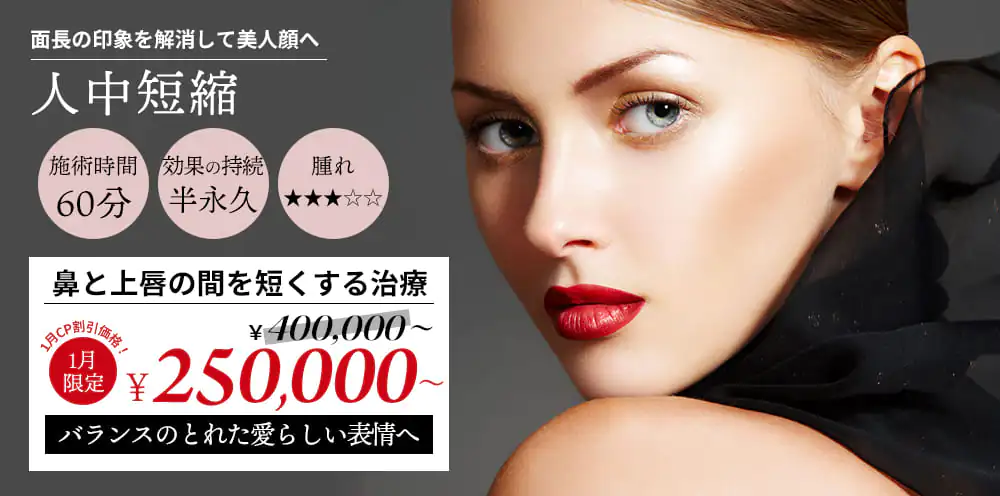 面長の印象を解消して美人顔へ
人中短縮
施術時間
60分
効果の持続
半永久
腫れ
★★★☆☆
鼻と上唇の間を短くする治療
¥400,000~
1月CP割引価格!
1月
限定
¥250,000~
バランスのとれた愛らしい表情へ